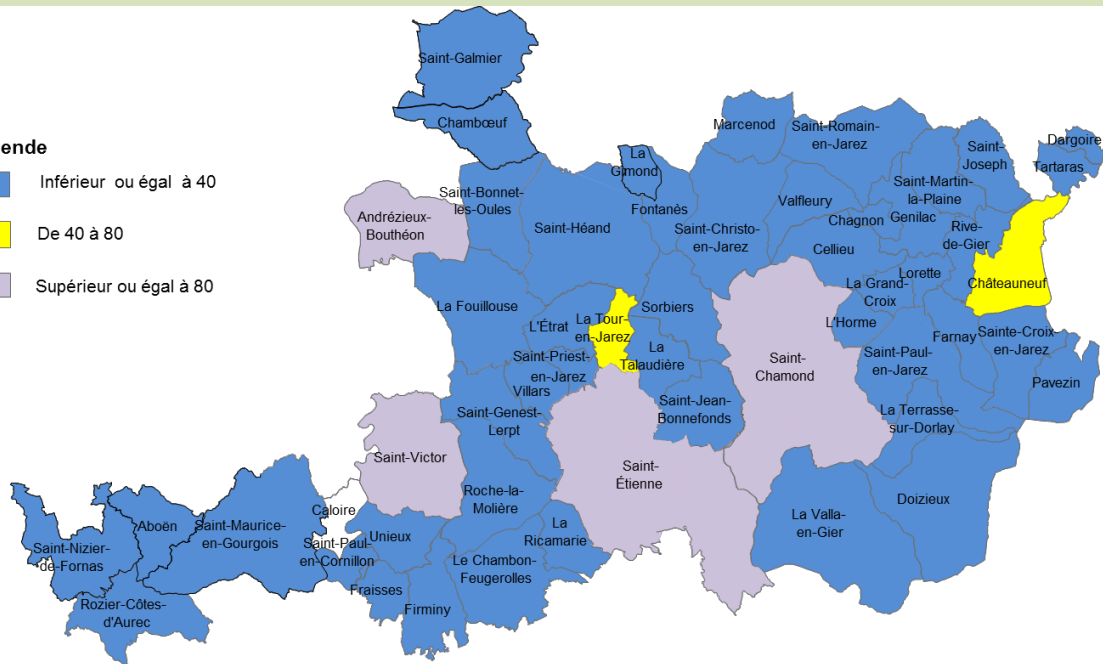 ende
Inférieur ou égal à 40
De 40 à 80
Supérieur ou égal à 80
Saint-Galmier
Chambœuf
La
Gimond
Marcenod
Saint-Romain-
en-Jarez
Saint-
Joseph
Dargoire
Tartaras
Saint-Bonnet-
les-Oules
Andrézieux-
Bouthéon
Saint-Héand
Fontanès
Saint-Christo-
en-Jarez
Valfleury
Saint-Martin-
la-Plaine
Chagnon
Genilac
Rive-
de-Gier
Cellieu
La Grand-
Croix
Lorette
Châteauneuf
La Fouillouse
L'Étrat
La Tour-
en-Jarez
Sorbiers
L'Horme
Saint-Priest-
en-Jarez
La
Talaudière
Saint-
Chamond
Saint-Paul-
en-Jarez
Farnay
Sainte-Croix-
en-Jarez
Pavezin
Villars
Saint-Genest-
Lerpt
Saint-Jean-
Bonnefonds
La Terrasse-
sur-Dorlay
Saint-Victor
Saint-
Étienne
Roche-la-
Molière
Doizieux
La Valla-
en-Gier
Caloire
Saint-Paul-
en-Cornillon
Unieux
La
Ricamarie
Aboën
Saint-Maurice-
en-Gourgois
Saint-Nizier-
de-Fornas
Le Chambon-
Feugerolles
Fraisses
Firminy
Rozier-Côtes-
d'Aurec